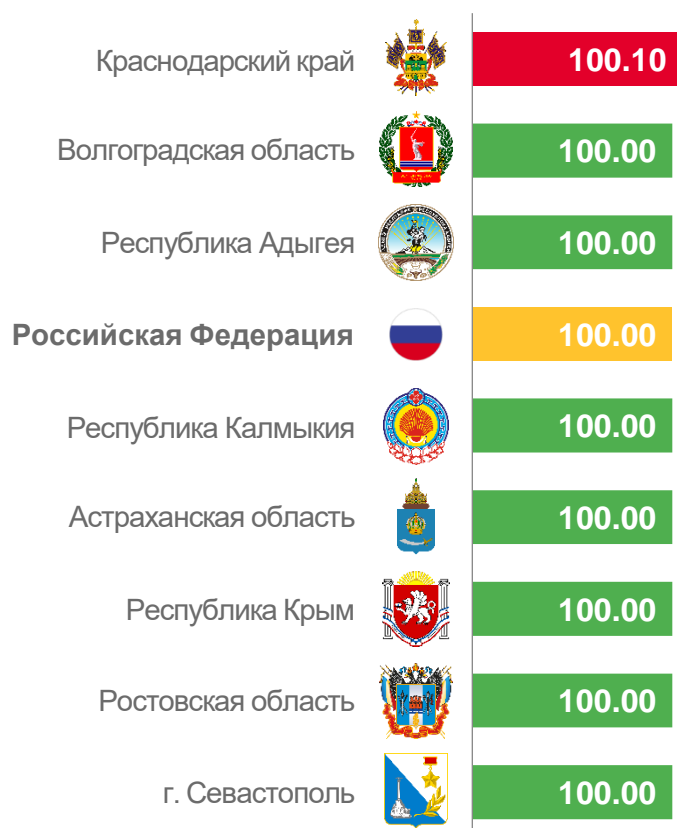 Краснодарский край 100.10
Волгоградская область 100.00
Республика Адыгея 100.00
Российская Федерация 100.00
Республика Калмыкия 100.00
Астраханская область 100.00
Республика Крым 100.00
Ростовская область 100.00
г. Севастополь 100.00